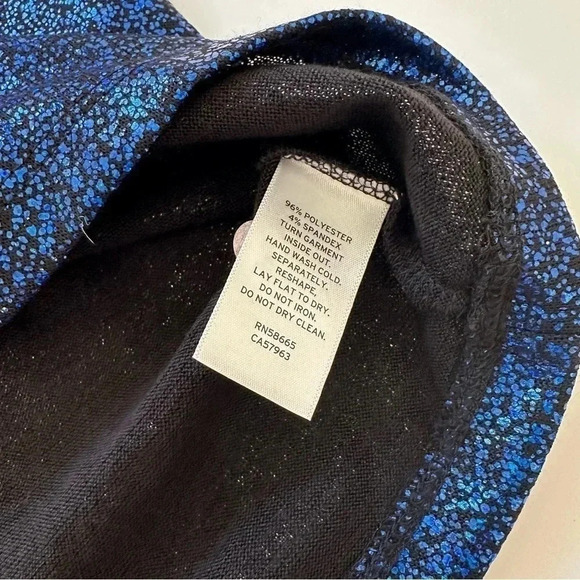 96% POLYESTER
4% SPANDEX
TURN GARMENT
INSIDE OUT.
HAND WASH COLD.
SEPARATELY.
RESHAPE,
LAY FLAT TO DRY.
DO NOT IRON.
DO NOT DRY CLEAN.
RN58665
CA57963